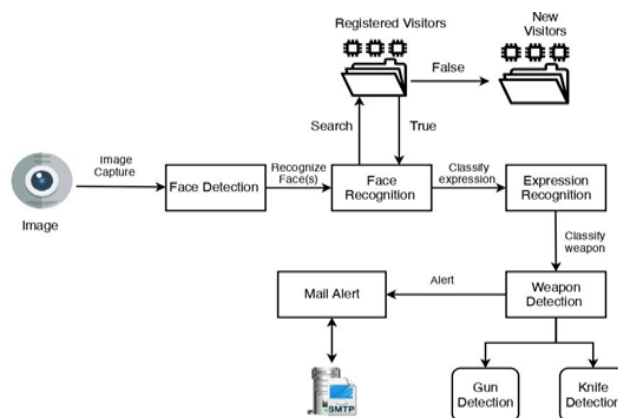 Registered Visitors
New
Visitors
False
Search
True
Image
Capture
Recognize
Face(s)
Classify
expression
Face Detection
Face
Recognition
Expression
Recognition
Image
Classify
weapon
Mail Alert
Alert
Weapon
Detection
SMTP
Gun
Detection
Knife
Detection